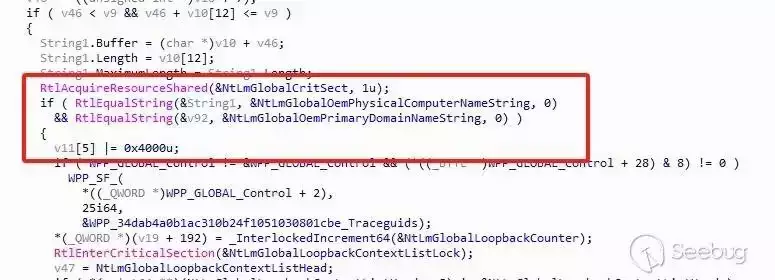 if ( v46 < v9 && v46 + v10[12] <= v9 )
{
String1.Buffer = (char *)v10 + v46;
String1.Length = v10[12];
String1.MaximumLength = String1.Length;
RtlAcquireResourceShared(&NtLmGlobalCritSect, 1u);
if ( RtlEqualString(&String1, &NtLmGlobalOemPhysicalComputerNameString, 0)
&& RtlEqualString(&v92, &NtLmGlobalOemPrimaryDomainNameString, 0) )
{
v11[5] |= 0x4000u;
if ( WPP_GLOBAL_Control != &WPP_GLOBAL_Control && (*((_BYTE *)WPP_GLOBAL_Control + 28) & 8) != 0 )
WPP_SF_(
*((_QWORD *)WPP_GLOBAL_Control + 2),
25i64,
&WPP_34dab4a0b1ac310b24f1051030801cbe_Traceguids);
*(_QWORD *)(v19 + 192) = _InterlockedIncrement64(&NtLmGlobalLoopbackCounter);
RtlEnterCriticalSection(&NtLmGlobalLoopbackContextListLock);
v47 = NtLmGlobalLoopbackContextListHead;
Seebug